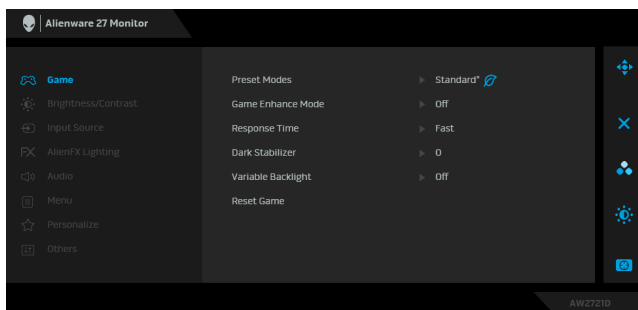 Alienware 27 Monitor
Game
Preset Modes
Standard*
Brightness/Contrast
Game Enhance Mode
Off
Input Source
Response Time
Fast
FX
AlienFX Lighting
Dark Stabilizer
0
Audio
Variable Backlight
Off
Menu
Reset Game
Personalize
Others
AW2721D